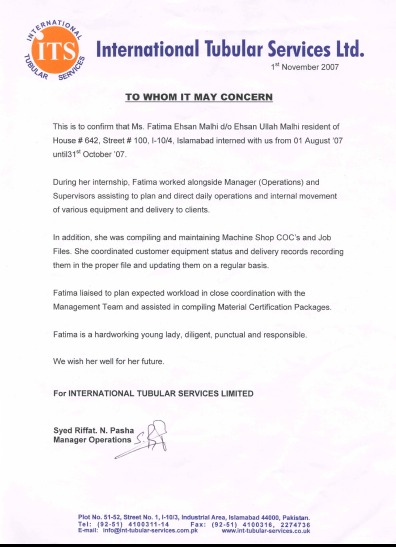 INTERNATIONAL
ITS
TUBULAR SERVICES
International Tubular Services Ltd.
1st November 2007
TO WHOM IT MAY CONCERN
This is to confirm that Ms. Fatima Ehsan Malhi d/o Ehsan Ullah Malhi resident of
House # 642, Street # 100, I-10/4, Islamabad interned with us from 01 August '07
until31st October '07.
During her internship, Fatima worked alongside Manager (Operations) and
Supervisors assisting to plan and direct daily operations and internal movement
of various equipment and delivery to clients.
In addition, she was compiling and maintaining Machine Shop COC's and Job
Files. She coordinated customer equipment status and delivery records recording
them in the proper file and updating them on a regular basis.
Fatima liaised to plan expected workload in close coordination with the
Management Team and assisted in compiling Material Certification Packages.
Fatima is a hardworking young lady, diligent, punctual and responsible.
We wish her well for her future.
For INTERNATIONAL TUBULAR SERVICES LIMITED
Syed Riffat. N. Pasha
Manager Operations
Plot No. 51-52, Street No. 1, I-10/3, Industrial Area, Islamabad 44000, Pakistan.
Tel: (92-51) 4100311-14 Fax: (92-51) 4100316, 2274736
E-mail: info@int-tubular-services.com.pk www.int-tubular-services.co.uk